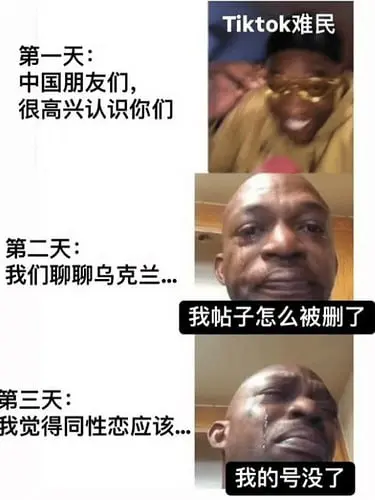 Tiktok难民
第一天：
中国朋友们，
很高兴认识你们
第二天：
我们聊聊乌克兰...
我帖子怎么被删了
第三天：
我觉得同性恋应该...
我的号没了